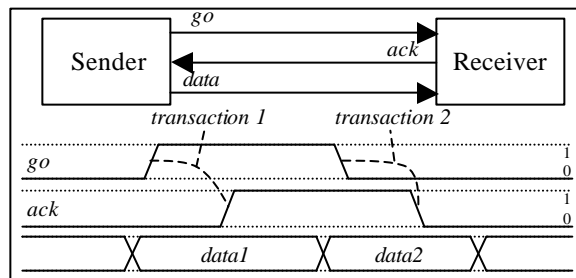 go
Sender
ack
Receiver
data
transaction 1
transaction 2
go
1
0
ack
1
0
data1
data2